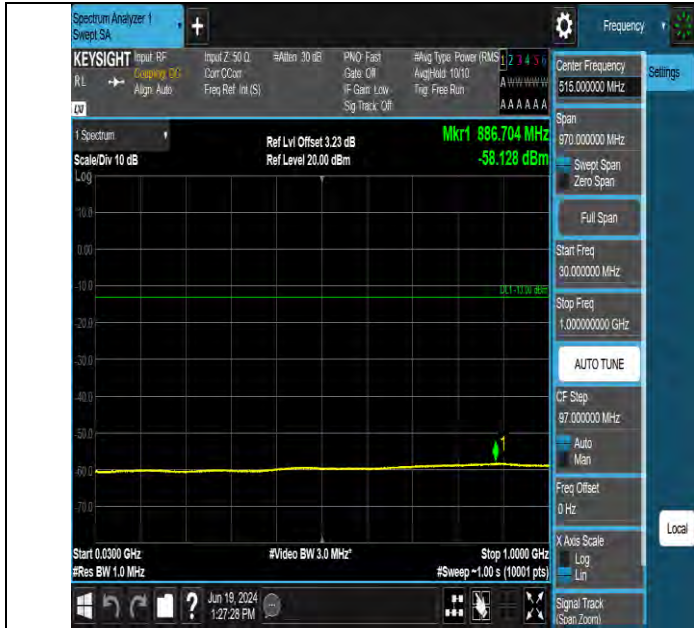 Spectrum Analyzer 1
Swept SA
+
Frequency
KEYSIGHT
Input: RF
Coupling: DC
Align: Auto
Input Z: 50 Ω
Corr CCorr
Freq Ref: Int (S)
#Atten: 30 dB
PNO: Fast
Gate: Off
IF Gain: Low
Sig Track: Off
#Avg Type: Power (RMS
Avg|Hold: 10/10
Trig: Free Run
1 2 3 4 5 6
A W W W W W
A A A A A A
RL
LXI
1 Spectrum
Scale/Div 10 dB
Log
Ref Lvl Offset 3.23 dB
Ref Level 20.00 dBm
Mkr1 886.704 MHz
-58.128 dBm
10.0
0.00
-10.0
-20.0
-30.0
-40.0
-50.0
-60.0
-70.0
DL1 -13.00 dBm
1
Start 0.0300 GHz
#Res BW 1.0 MHz
#Video BW 3.0 MHz*
Stop 1.0000 GHz
#Sweep ~1.00 s (10001 pts)
Jun 19, 2024
1:27:28 PM
?
Center Frequency
515.000000 MHz
Settings
Span
970.000000 MHz
Swept Span
Zero Span
Full Span
Start Freq
30.000000 MHz
Stop Freq
1.000000000 GHz
AUTO TUNE
CF Step
97.000000 MHz
Auto
Man
Freq Offset
0 Hz
X Axis Scale
Log
Lin
Local
Signal Track
(Span Zoom)